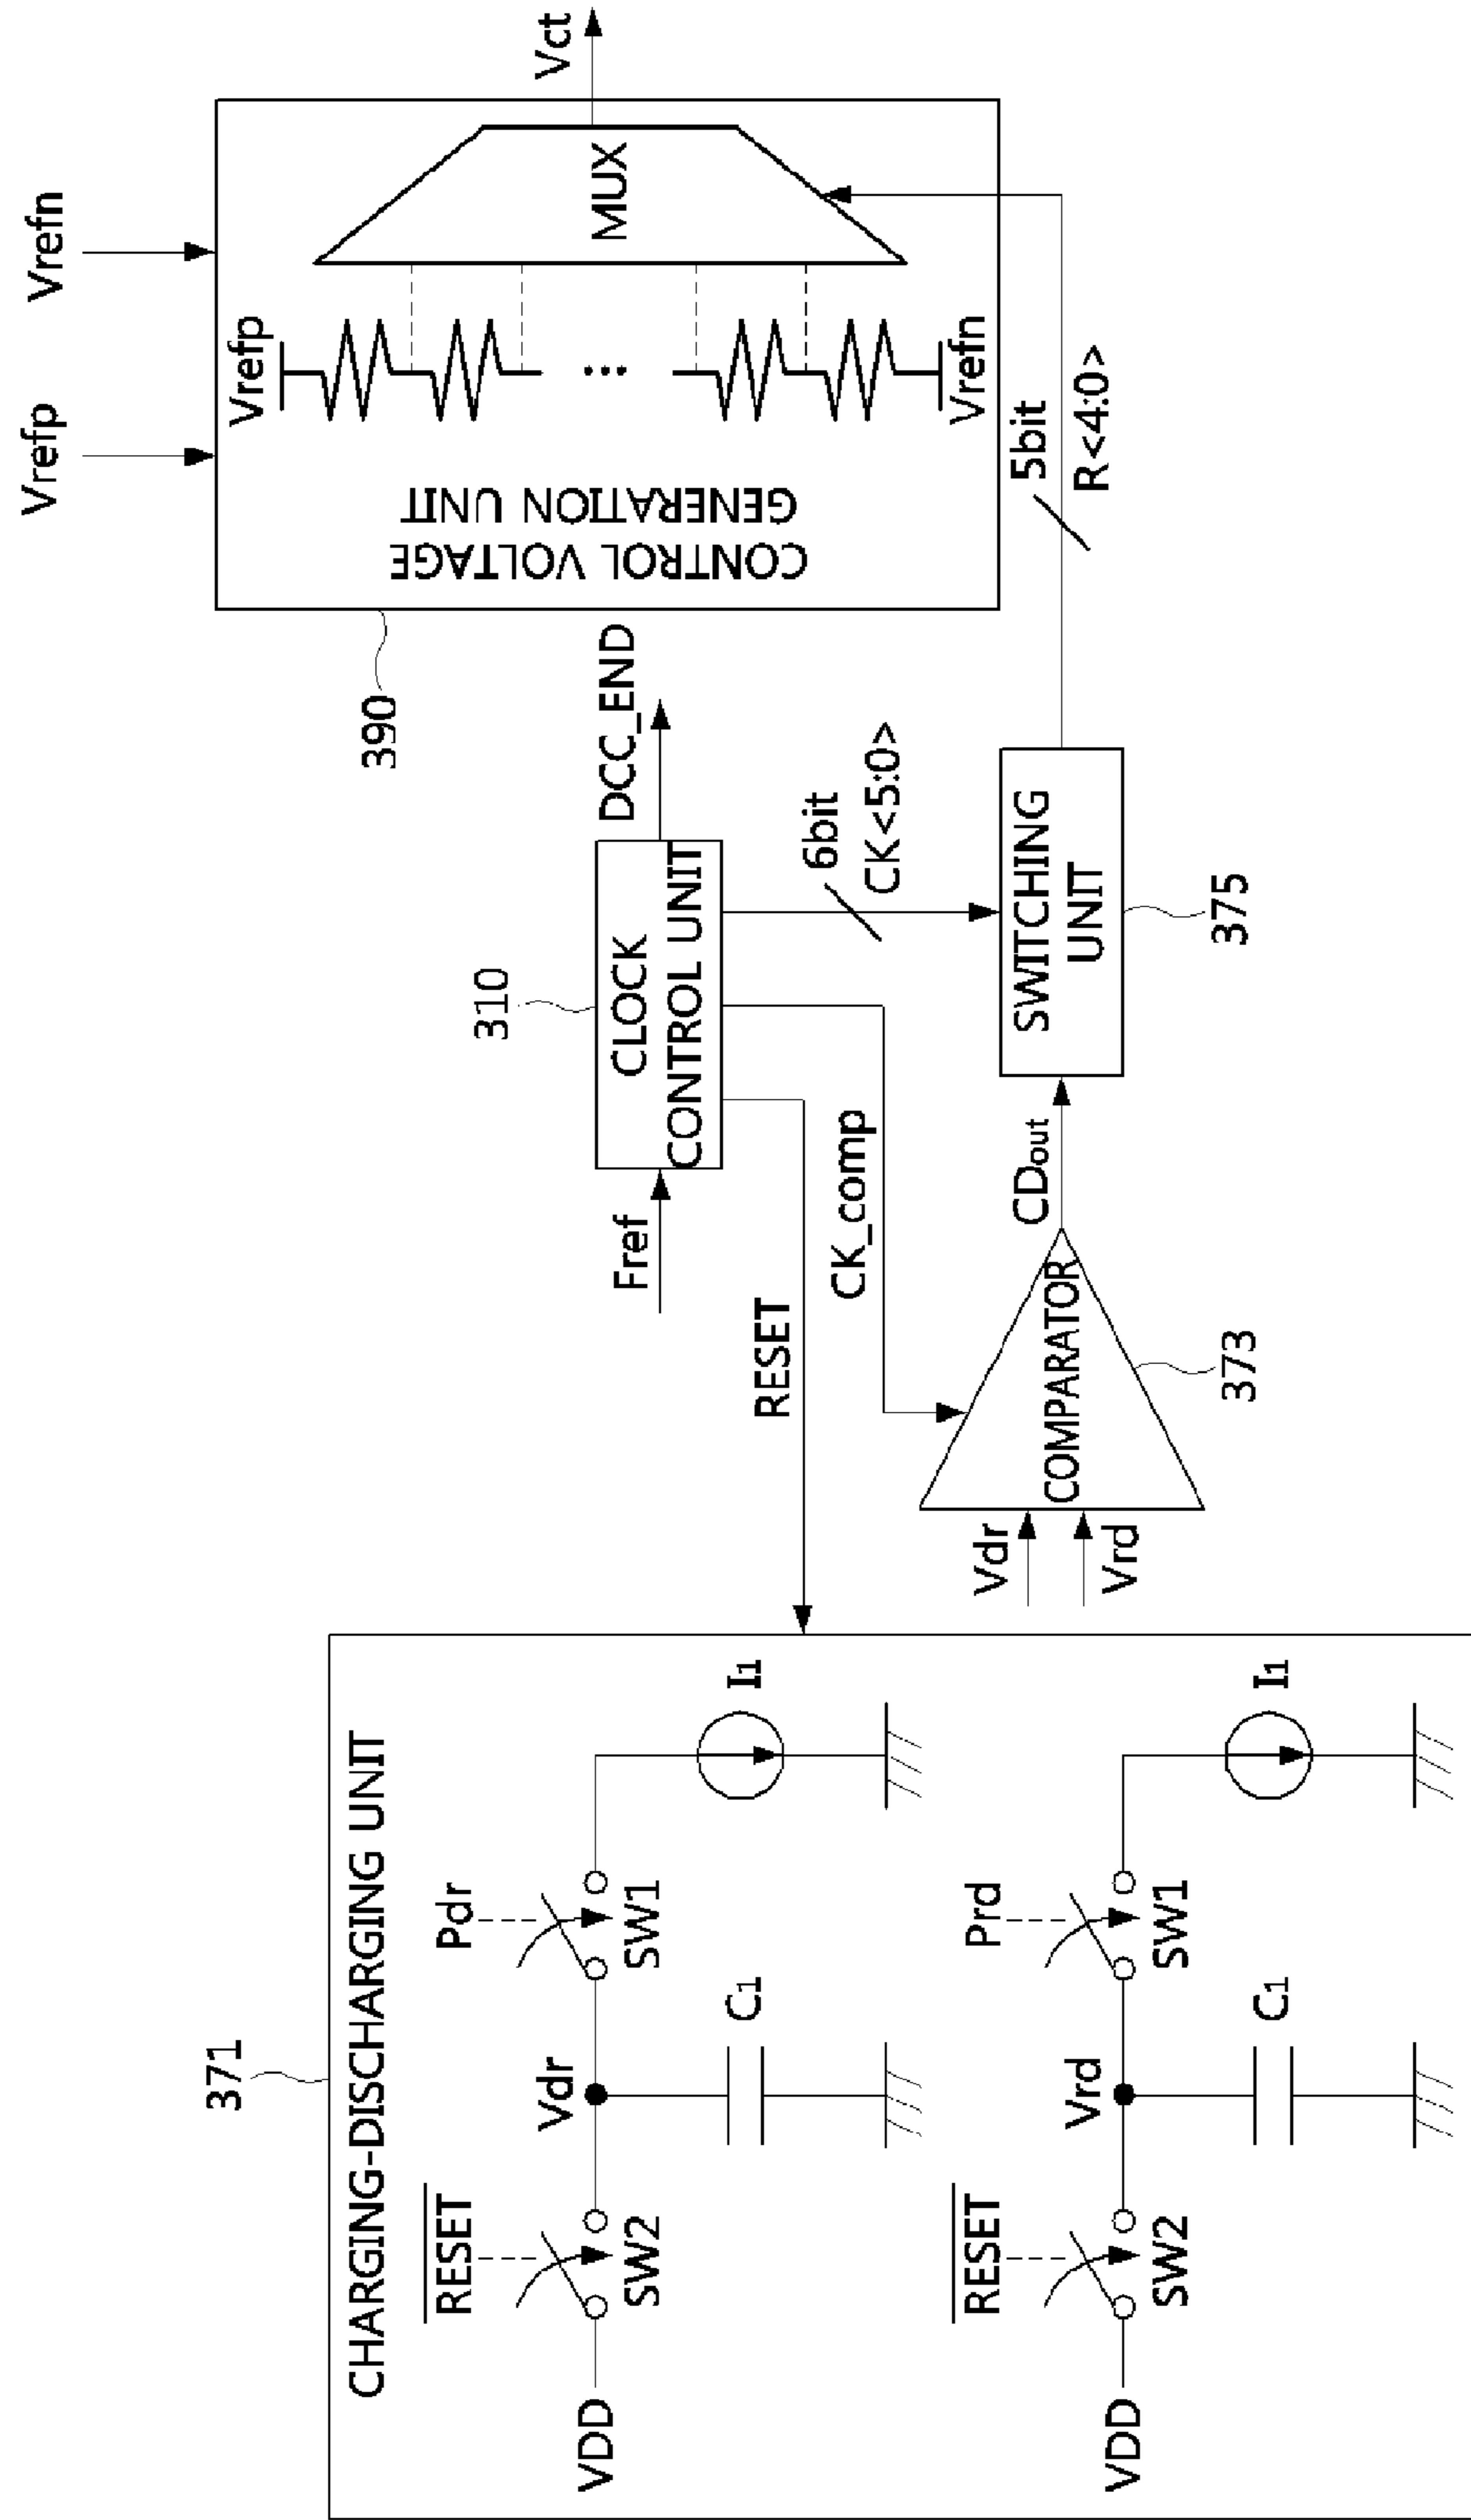 371
CHARGING-DISCHARGING UNIT
RESET
Pdr
VDD
SW2
Vdr
SW1
C1
I1
RESET
Prd
VDD
SW2
Vrd
SW1
C1
I1
RESET
Fref
310
CLOCK
CONTROL UNIT
DCC_END
CK_comp
6bit
CK<5:0>
Vdr
Vrd
COMPARATOR
373
CDout
SWITCHING
UNIT
375
5bit
R<4:0>
390
Vrefp
Vrefn
CONTROL VOLTAGE
GENERATION UNIT
Vrefp
Vrefn
MUX
Vct